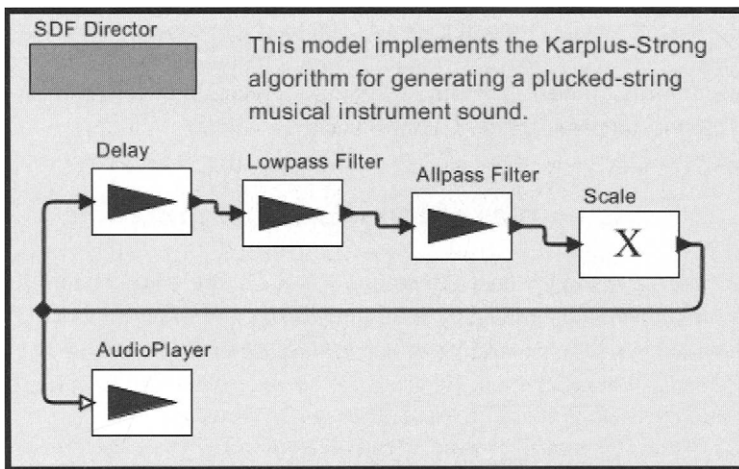 SDF Director
This model implements the Karplus-Strong
algorithm for generating a plucked-string
musical instrument sound.
Delay
Lowpass Filter
Allpass Filter
Scale
X
AudioPlayer